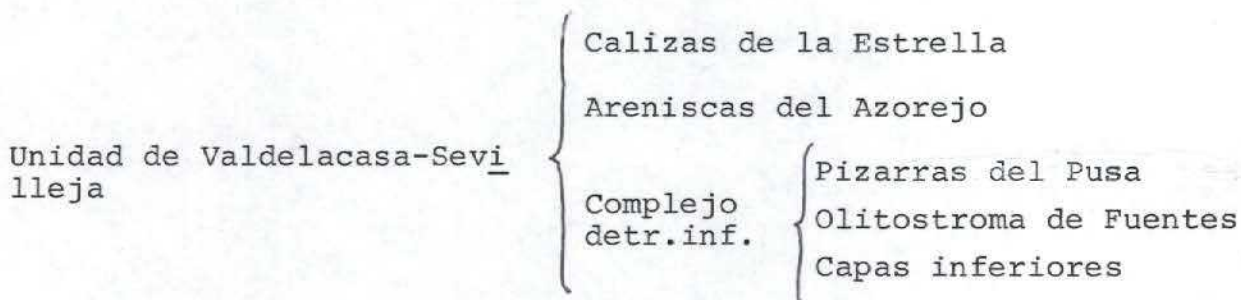 Calizas de la Estrella
Areniscas del Azorejo
Unidad de Valdelacasa-Sevi
lleja
Complejo
detr.inf.
Pizarras del Pusa
Olitostroma de Fuentes
Capas inferiores